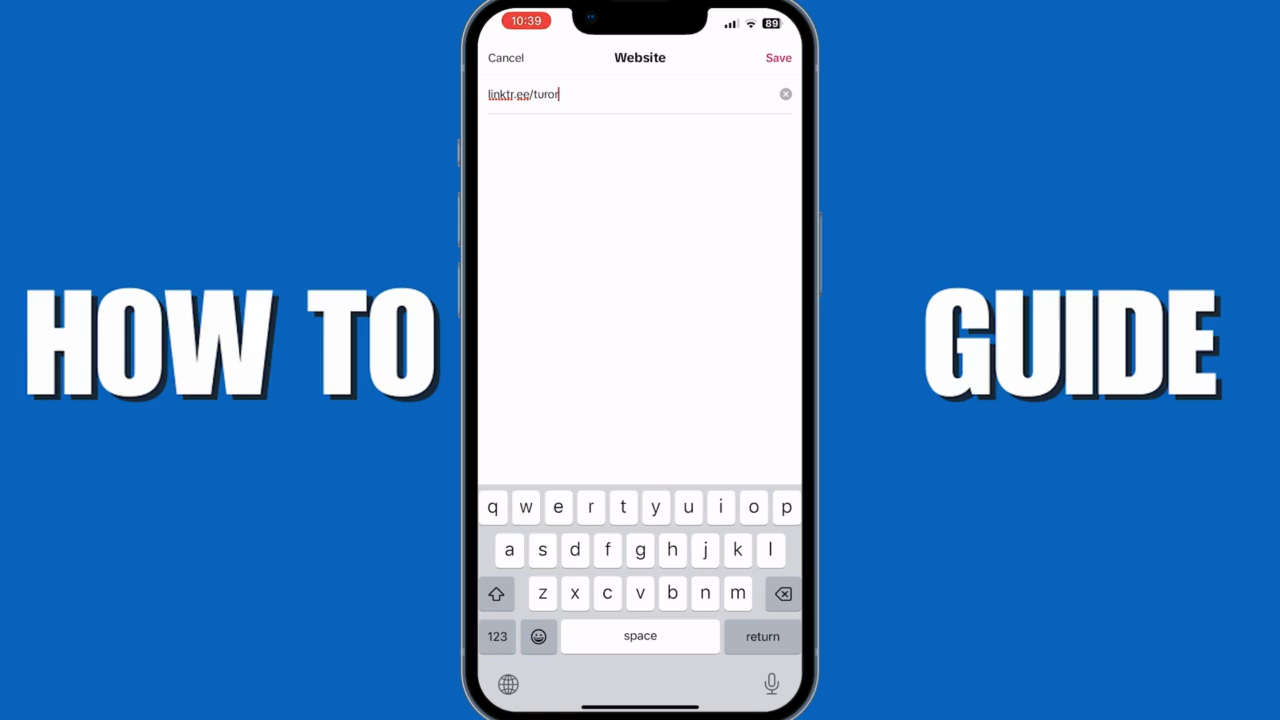 10:39
89
Cancel Website Save
linktr.ee/turor
HOW TO GUIDE
q w e r t y u i o p
a s d f g h j k l
z x c v b n m
123 space return